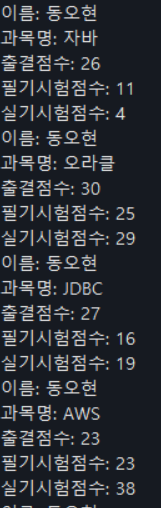 이름: 동오현
과목명: 자바
출결점수: 26
필기시험점수: 11
실기시험점수: 4
이름: 동오현
과목명: 오라클
출결점수: 30
필기시험점수: 25
실기시험점수: 29
이름: 동오현
과목명: JDBC
출결점수: 27
필기시험점수: 16
실기시험점수: 19
이름: 동오현
과목명: AWS
출결점수: 23
필기시험점수: 23
실기시험점수: 38